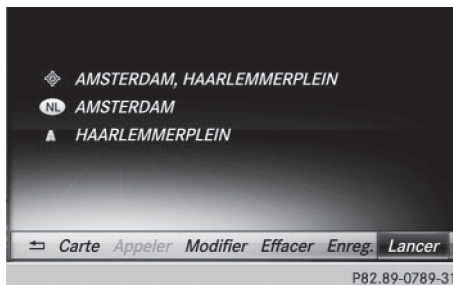 AMSTERDAM, HAARLEMMERPLEIN
NL AMSTERDAM
HAARLEMMERPLEIN
Carte Appeler Modifier Effacer Enreg. Lancer
P82.89-0789-31